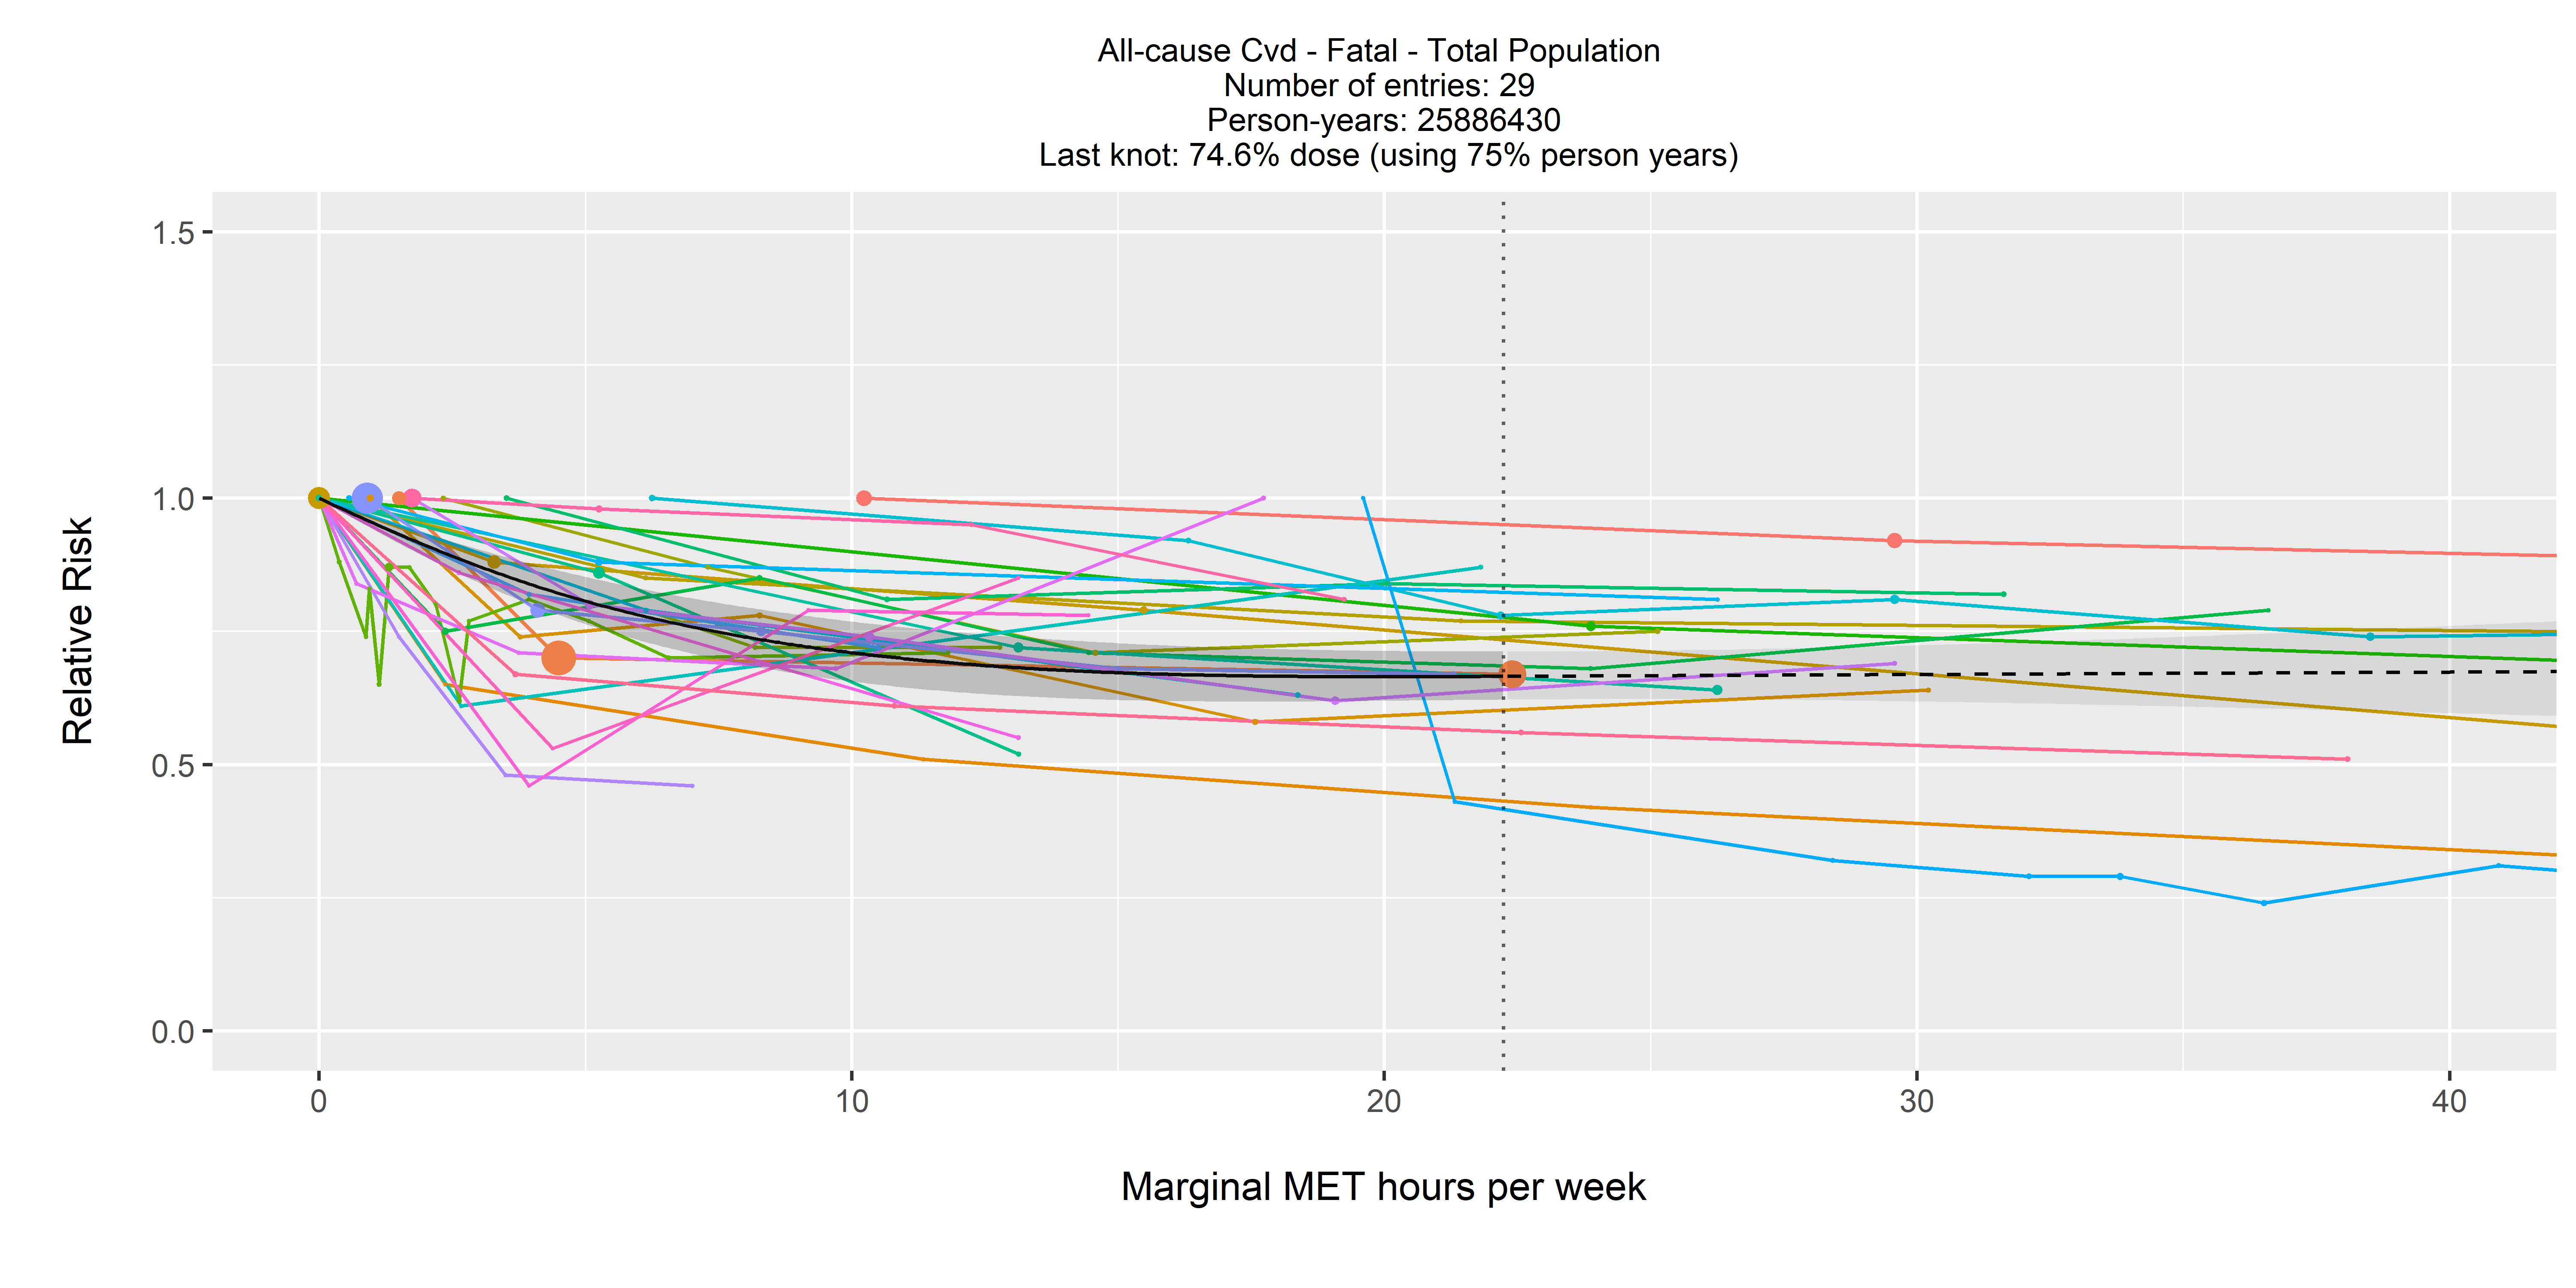 All-cause Cvd - Fatal - Total Population
Number of entries: 29
Person-years: 25886430
Last knot: 74.6% dose (using 75% person years)
1.5
1.0
0.5
0.0
Relative Risk
0
10
20
30
40
Marginal MET hours per week